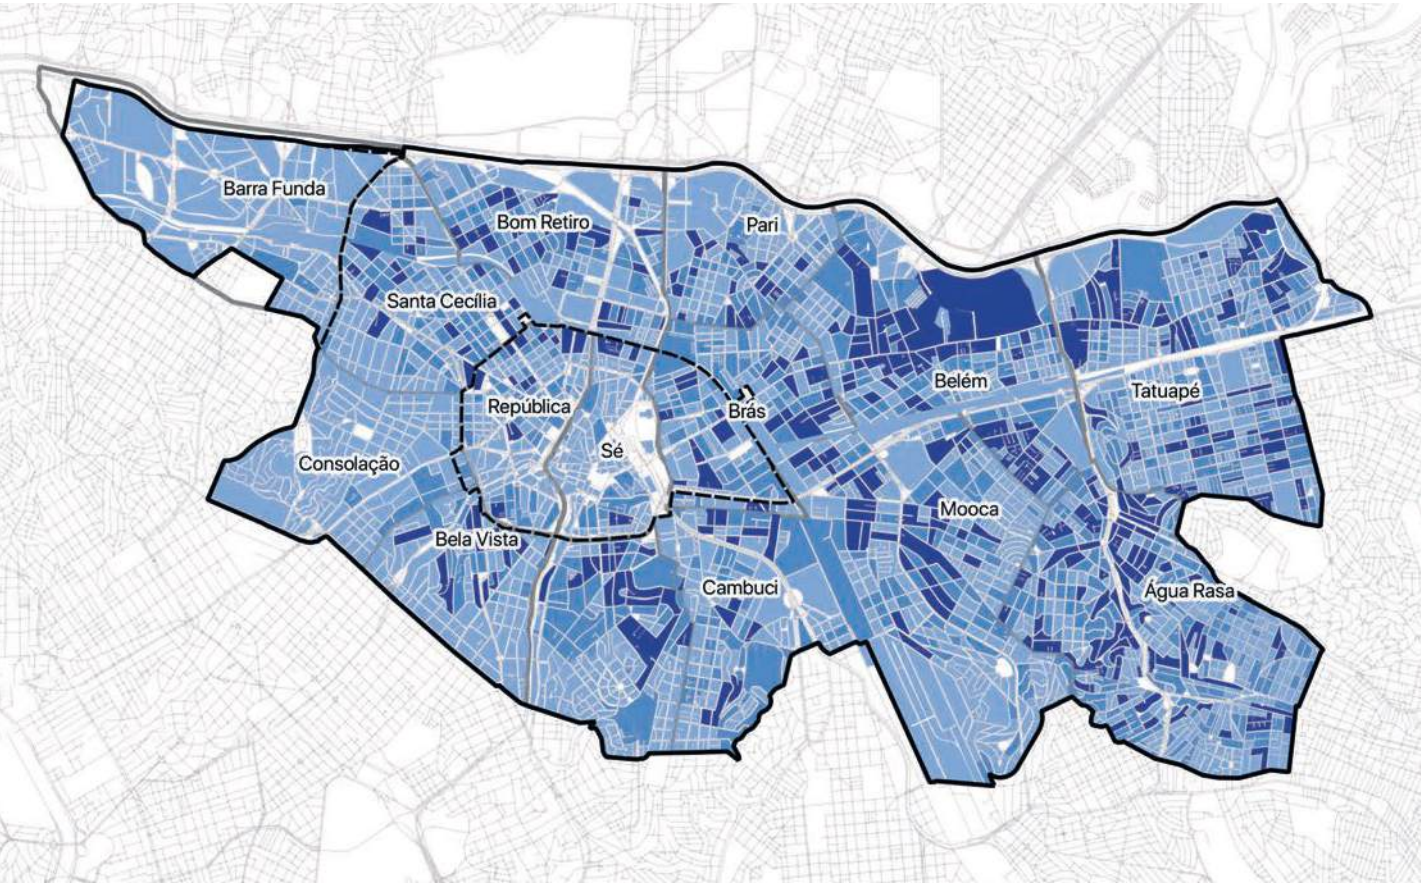 Barra Funda
Bom Retiro
Pari
Santa Cecília
Belém
Tatuapé
República
Brás
Sé
Consolação
Mooca
Bela Vista
Cambuci
Água Rasa